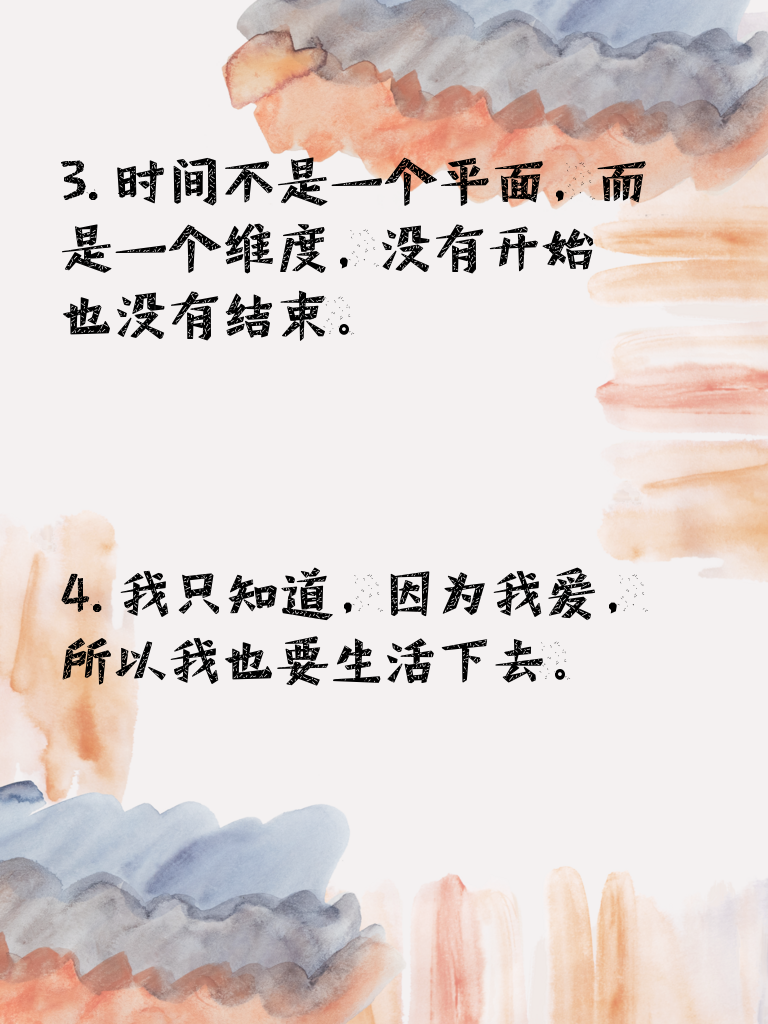 3. 时间不是一个平面，而
是一个维度，没有开始
也没有结束。
4. 我只知道，因为我爱，
所以我也要生活下去。